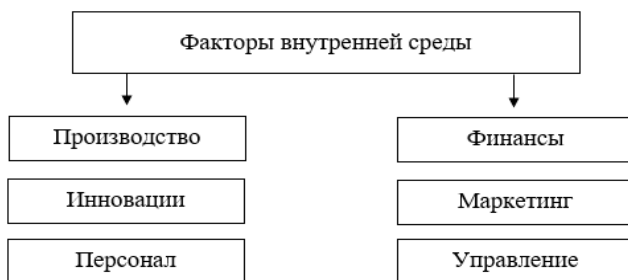 Факторы внутренней среды
Производство
Финансы
Инновации
Маркетинг
Персонал
Управление